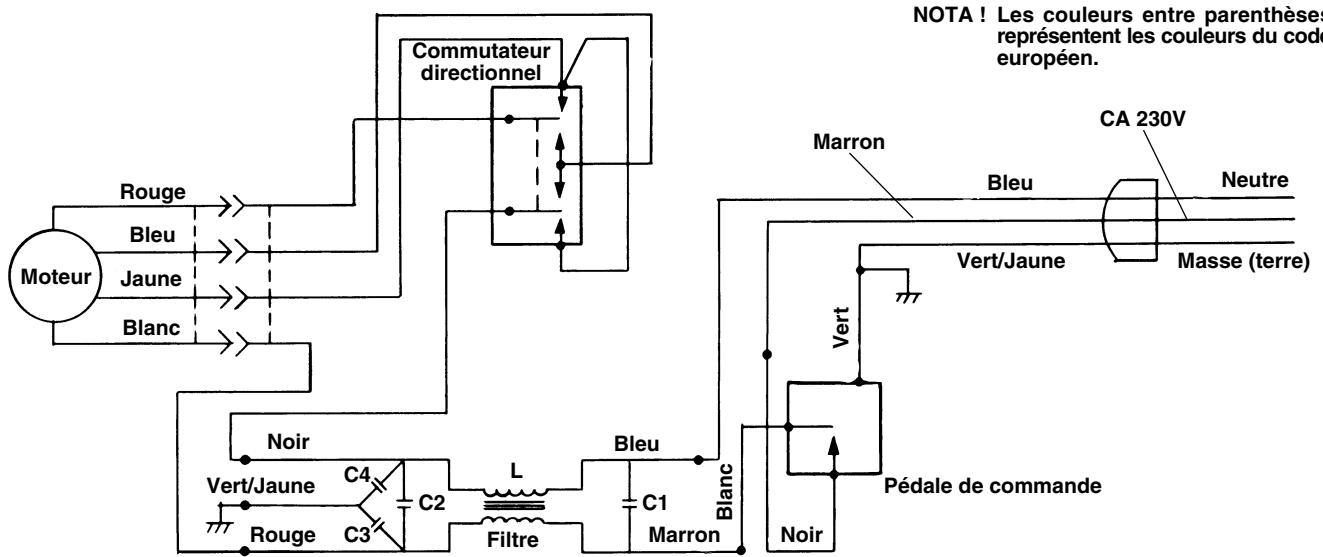 NOTA ! Les couleurs entre parenthèses
représentent les couleurs du code
européen.
Commutateur
directionnel
CA 230V
Marron
Rouge
Bleu
Neutre
Bleu
Moteur
Jaune
Vert/Jaune
Masse (terre)
Blanc
Vert
Noir
Bleu
L
C4
Vert/Jaune
C2
C1
Blanc
Pédale de commande
C3
Rouge
Filtre
Marron
Noir